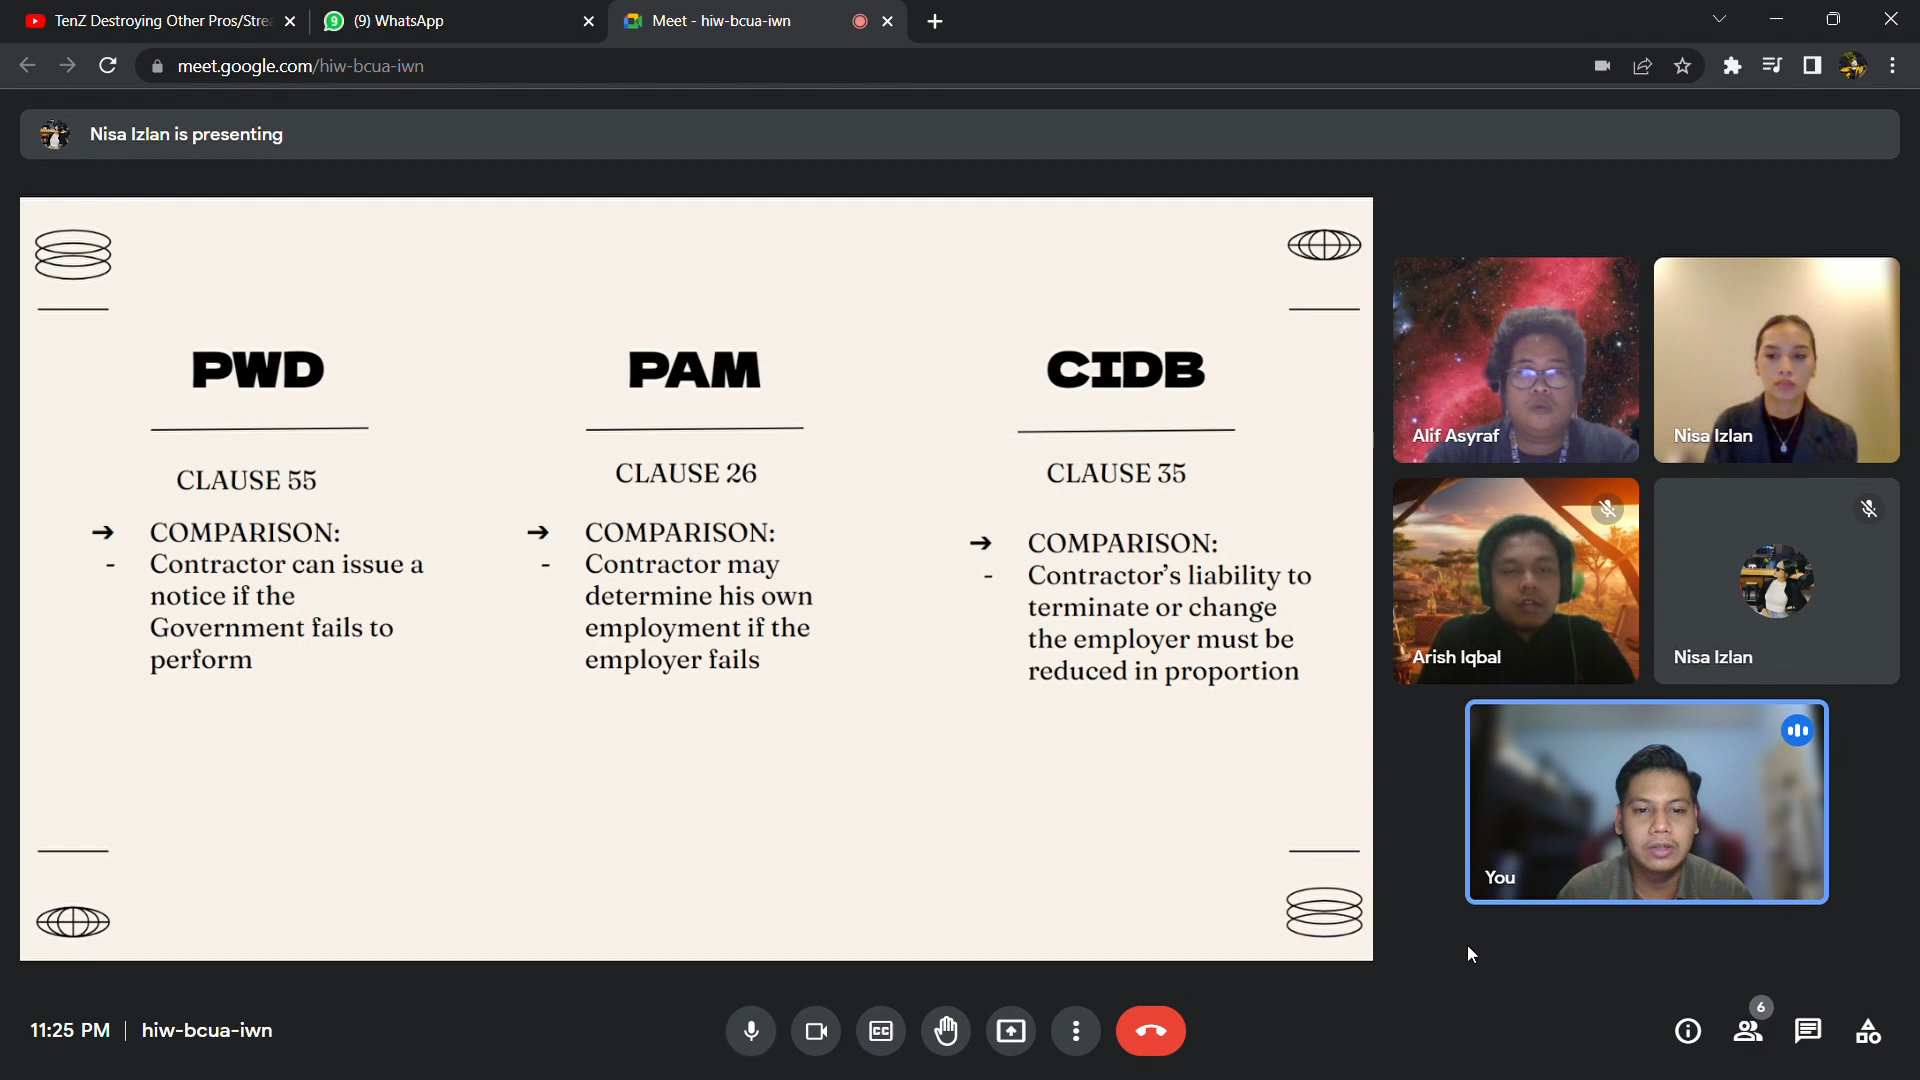 TenZ Destroying Other Pros/Stre
(9) WhatsApp
Meet - hiw-bcua-iwn
meet.google.com/hiw-bcua-iwn
Nisa Izlan is presenting
PWD
CLAUSE 55
➔ COMPARISON:
- Contractor can issue a
notice if the
Government fails to
perform
PAM
CLAUSE 26
➔ COMPARISON:
- Contractor may
determine his own
employment if the
employer fails
CIDB
CLAUSE 35
➔ COMPARISON:
- Contractor's liability to
terminate or change
the employer must be
reduced in proportion
Alif Asyraf
Nisa Izlan
Arish Iqbal
Nisa Izlan
You
11:25 PM | hiw-bcua-iwn
CC
6